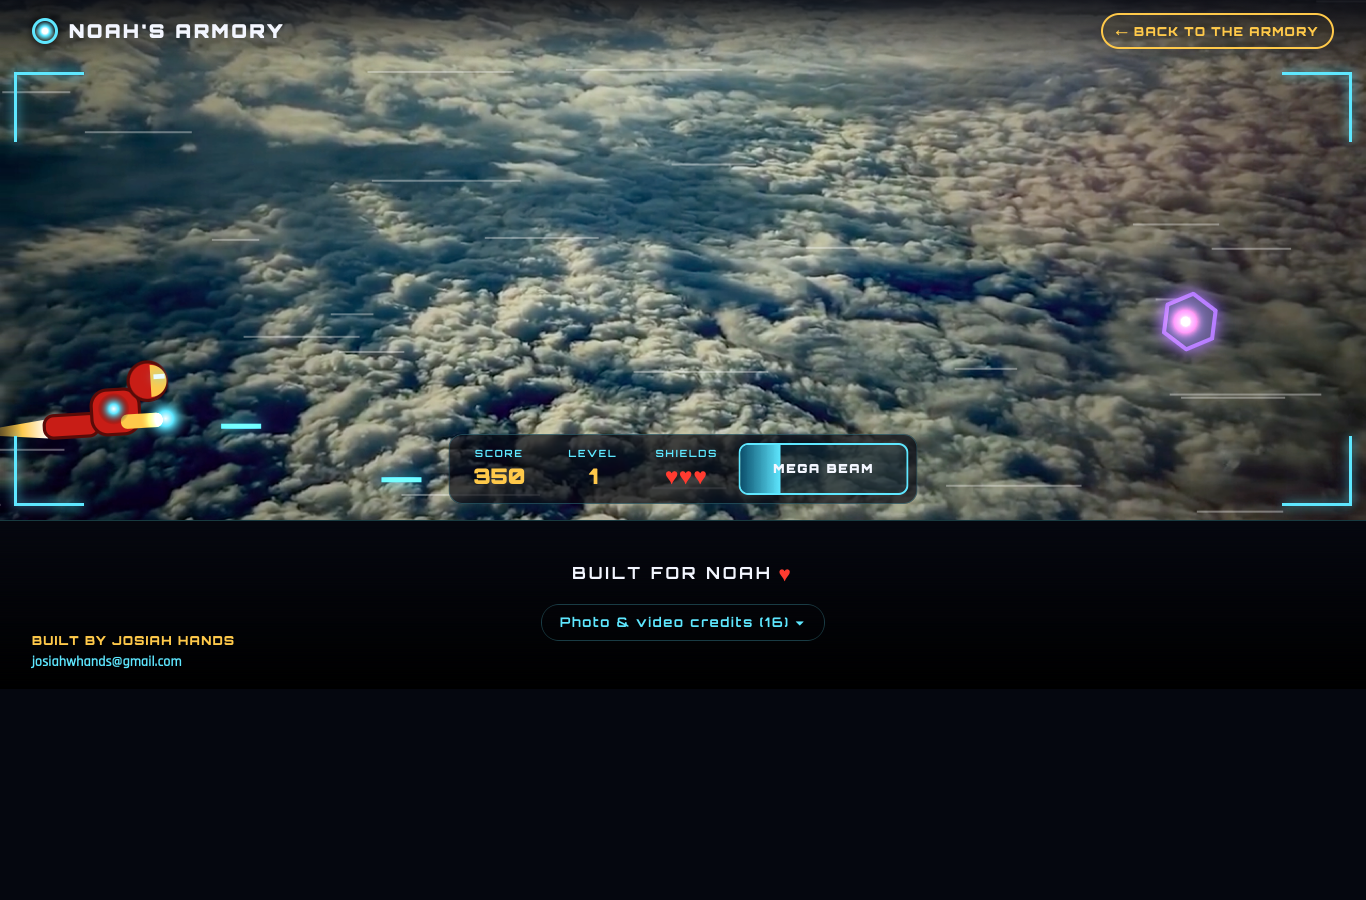 NOAH'S ARMORY
← BACK TO THE ARMORY
SCORE
350
LEVEL
1
SHIELDS
♥♥♥
MEGA BEAM
BUILT FOR NOAH ♥
Photo & video credits (16) ▾
BUILT BY JOSIAH HANDS
josiahwhands@gmail.com